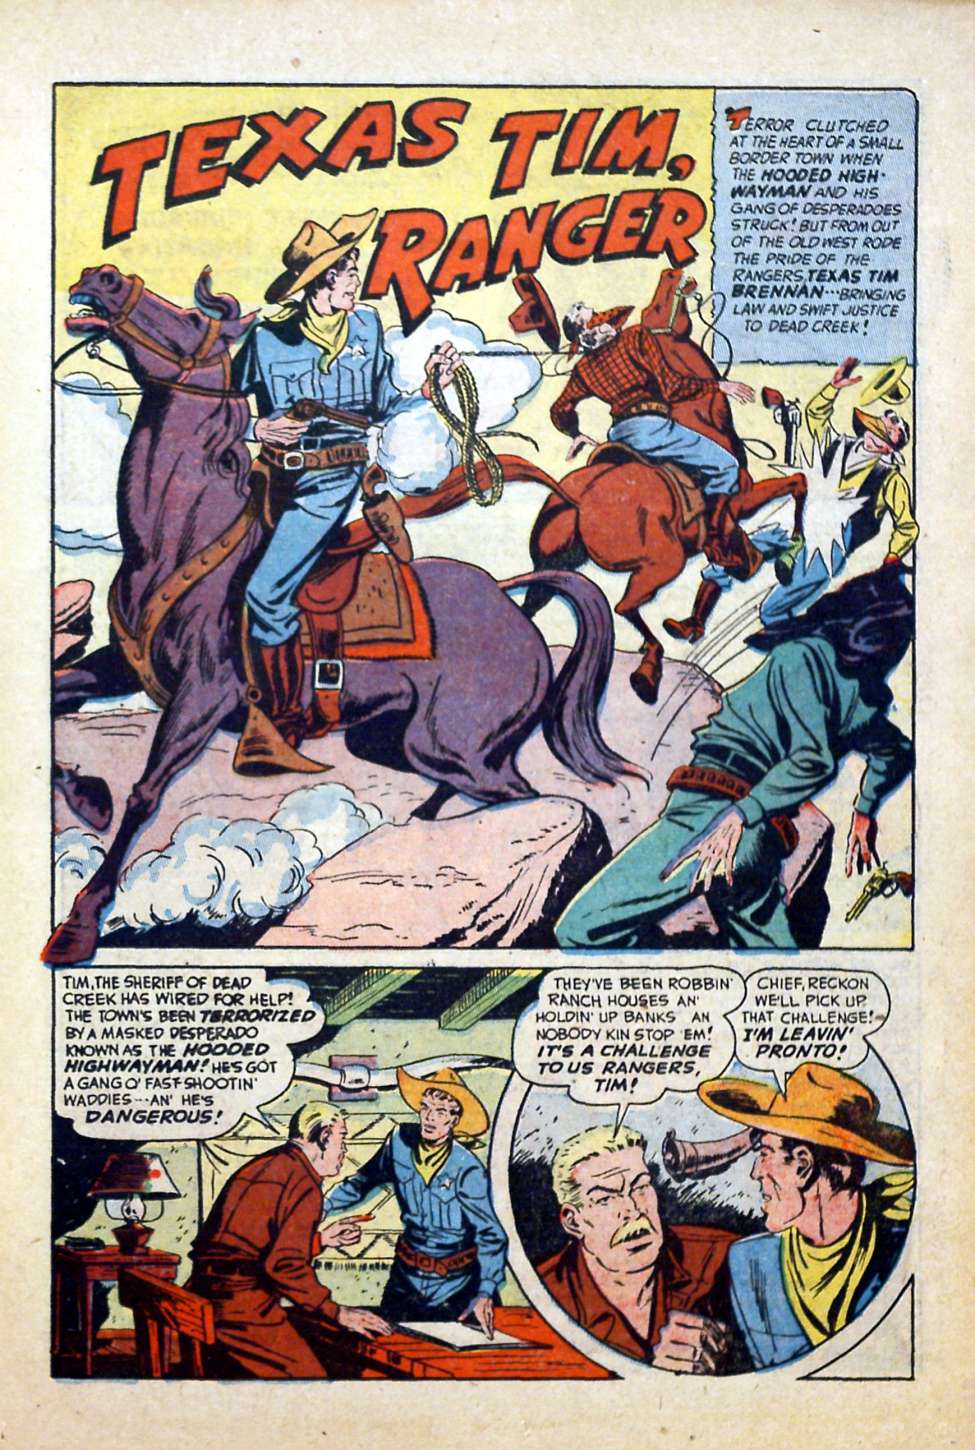 TEXAS TIM,
RANGER
TERROR CLUTCHED
AT THE HEART OF A SMALL
BORDER TOWN WHEN
THE HOODED HIGH-
WAYMAN AND HIS
GANG OF DESPERADOES
STRUCK! BUT FROM OUT
OF THE OLD WEST RODE
THE PRIDE OF THE
RANGERS, TEXAS TIM
BRENNAN---BRINGING
LAW AND SWIFT JUSTICE
TO DEAD CREEK!
TIM, THE SHERIFF OF DEAD
CREEK HAS WIRED FOR HELP!
THE TOWN'S BEEN TERRORIZED
BY A MASKED DESPERADO
KNOWN AS THE HOODED
HIGHWAYMAN! HE'S GOT
A GANG O' FAST-SHOOTIN'
WADDIES---AN' HE'S
DANGEROUS!
THEY'VE BEEN ROBBIN'
RANCH HOUSES AN'
HOLDIN' UP BANKS AN
NOBODY KIN STOP 'EM!
IT'S A CHALLENGE
TO US RANGERS,
TIM!
CHIEF, RECKON
WE'LL PICK UP
THAT CHALLENGE!
I'M LEAVIN'
PRONTO!